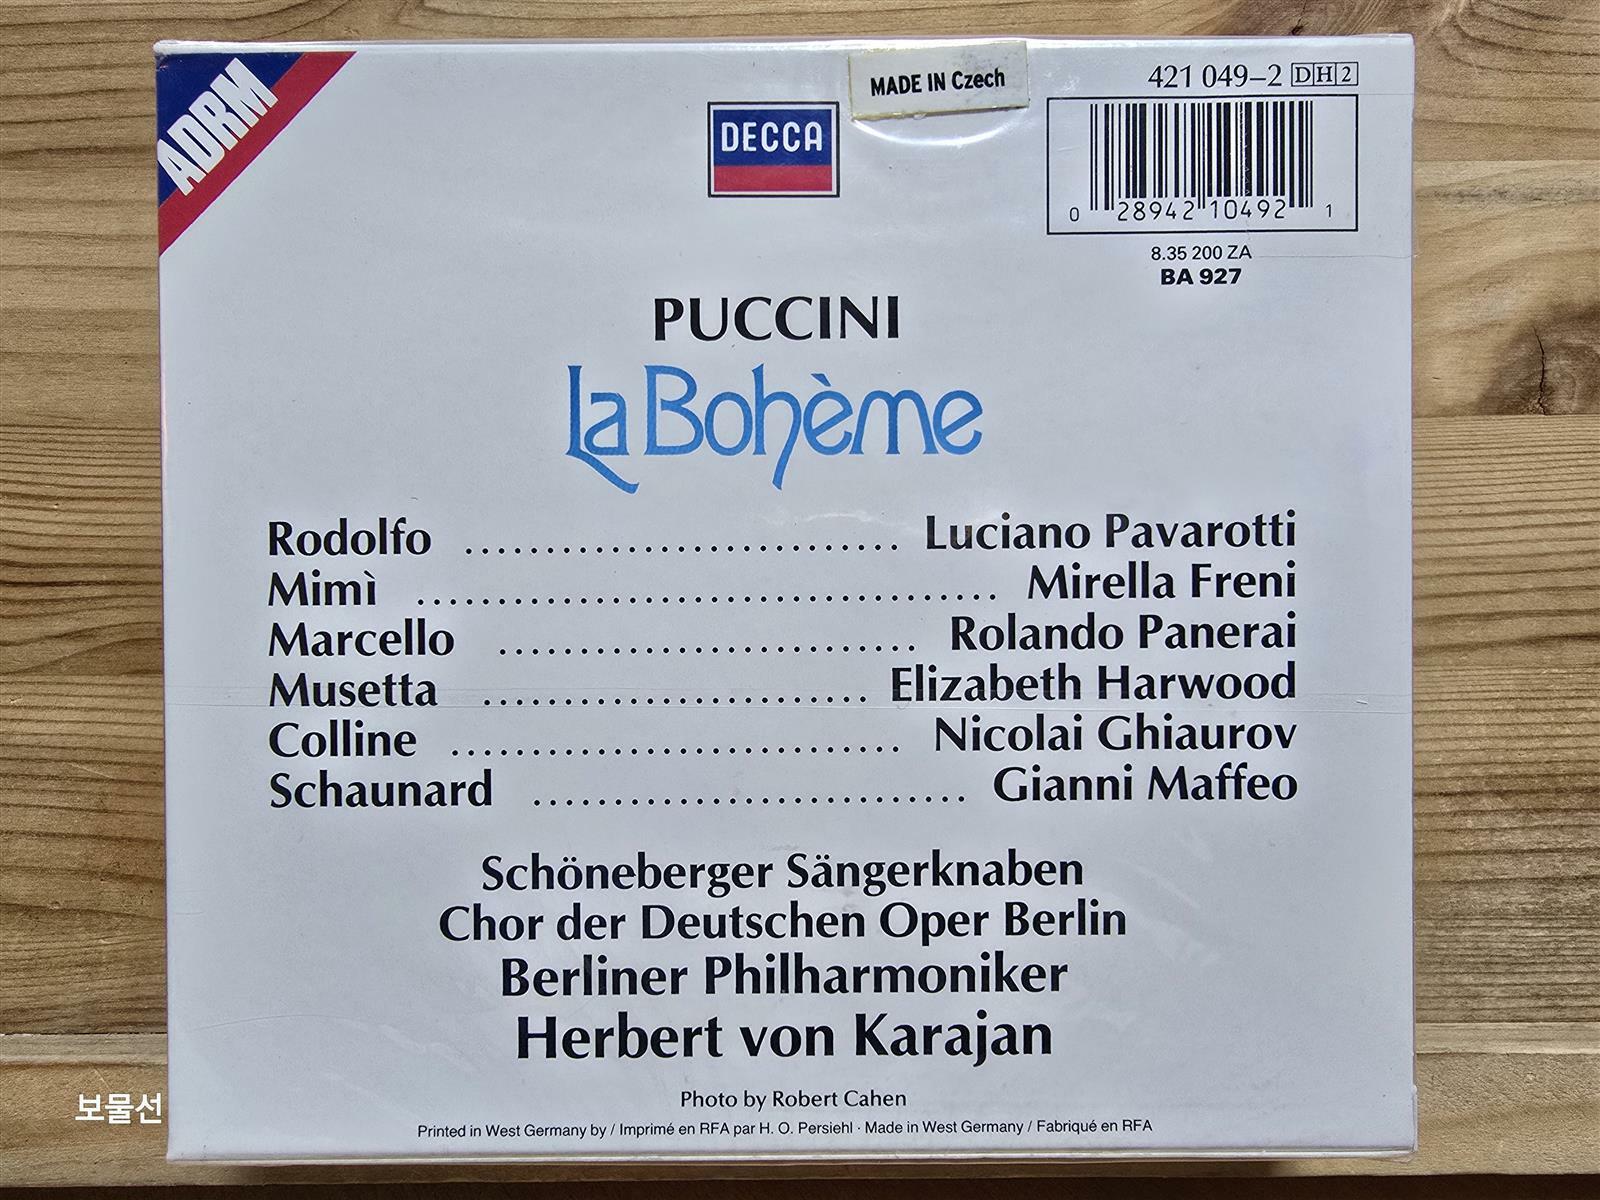 ADRM
MADE IN Czech
421 049-2 DH2
DECCA
0 28942 10492 1
8.35 200 ZA
BA 927
PUCCINI
La Bohème
Rodolfo .......................... Luciano Pavarotti
Mimì .................................. Mirella Freni
Marcello ......................... Rolando Panerai
Musetta ....................... Elizabeth Harwood
Colline ........................... Nicolai Ghiaurov
Schaunard .......................... Gianni Maffeo
Schöneberger Sängerknaben
Chor der Deutschen Oper Berlin
Berliner Philharmoniker
Herbert von Karajan
Photo by Robert Cahen
Printed in West Germany by / Imprimé en RFA par H. O. Persiehl · Made in West Germany / Fabriqué en RFA
보물선